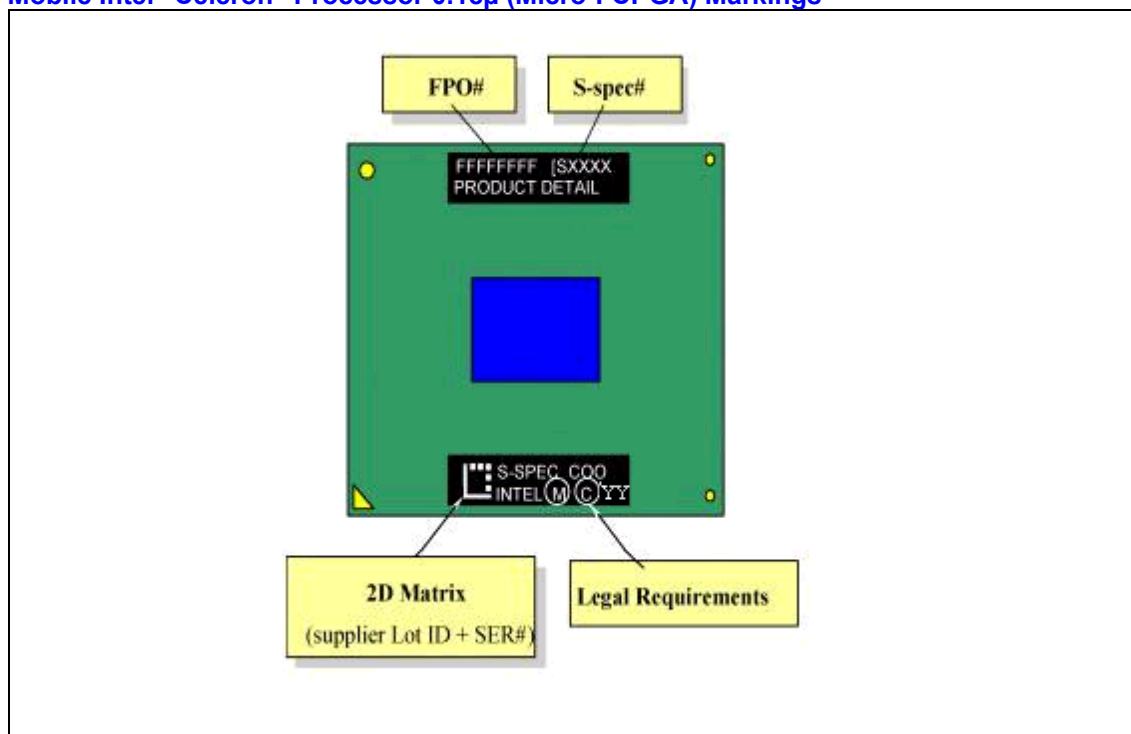 Mobile Intel® Celeron® Processor 0.13µ (Micro-FCPGA) Markings
FPO#
S-spec#
FFFFFFFF [SXXXX
PRODUCT DETAIL
S-SPEC COO
INTEL M C 'YY
2D Matrix
(supplier Lot ID + SER#)
Legal Requirements